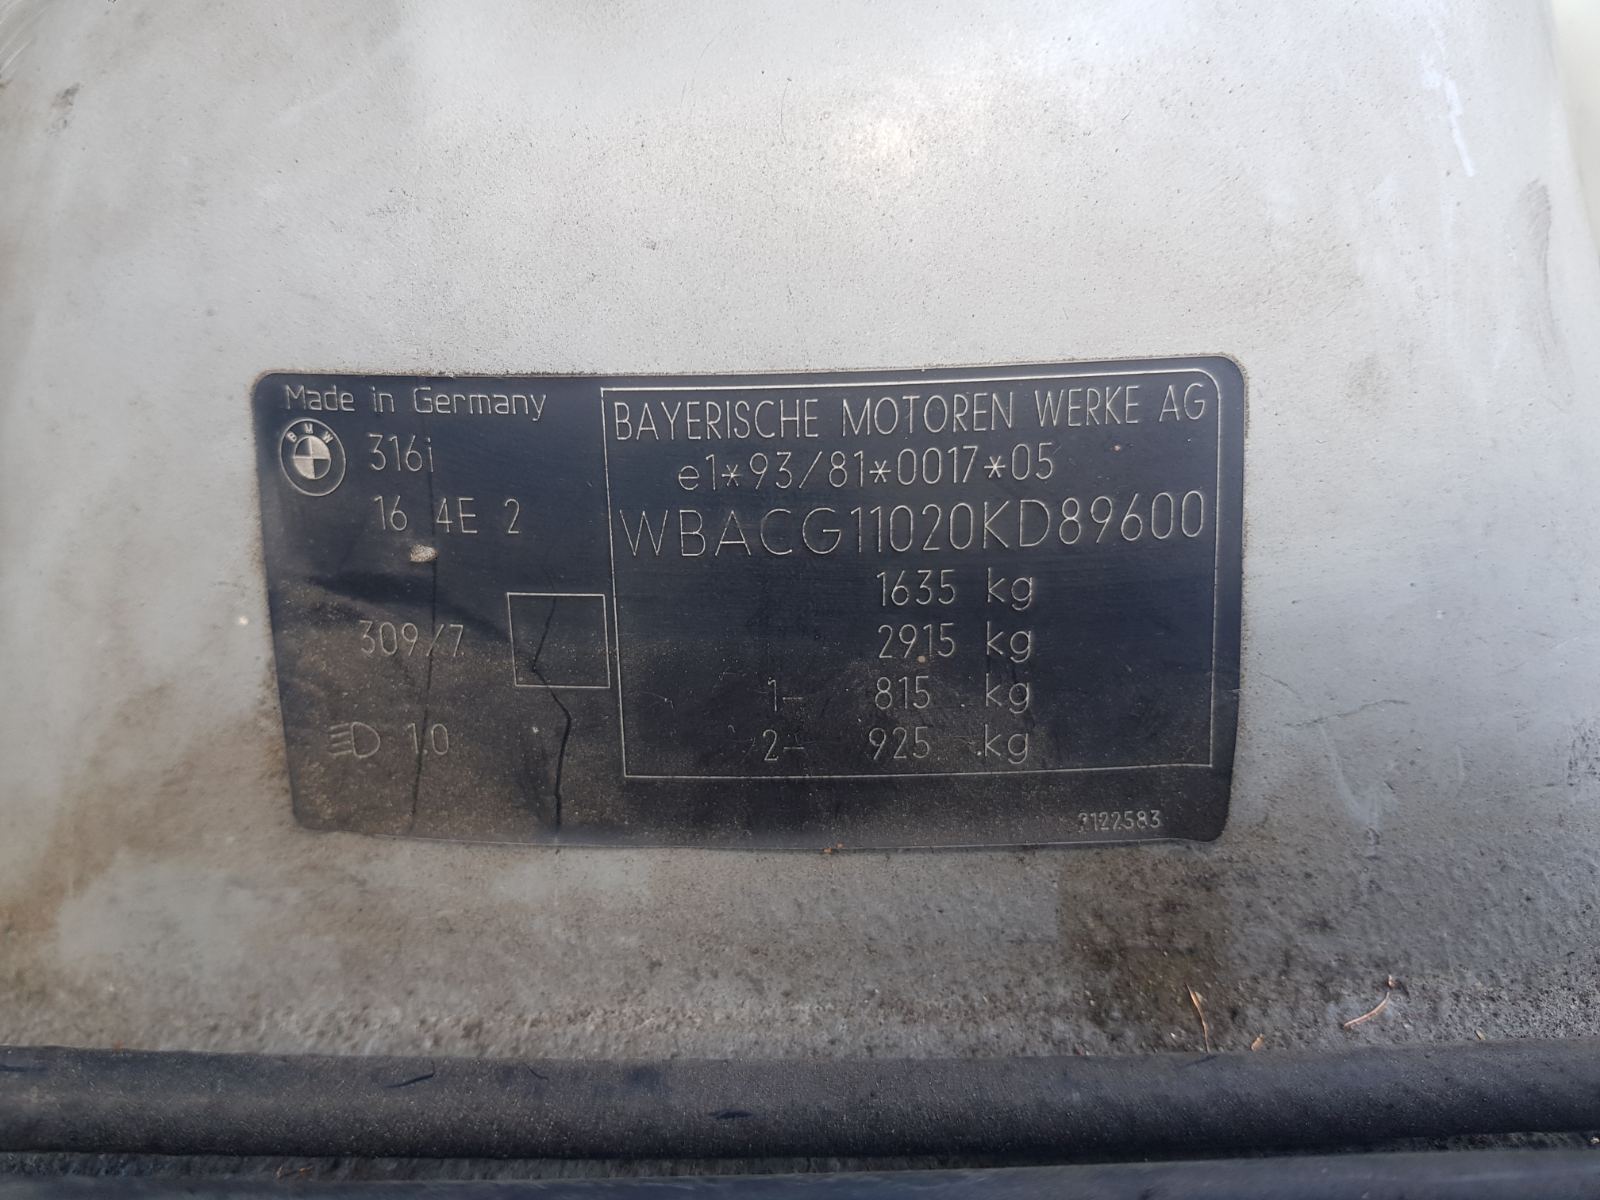 Made in Germany
BMW
316i
16 4E 2
309/7
1.0
BAYERISCHE MOTOREN WERKE AG
e1*93/81*0017*05
WBACG11020KD89600
1635 kg
2915 kg
1- 815 kg
2- 925 kg